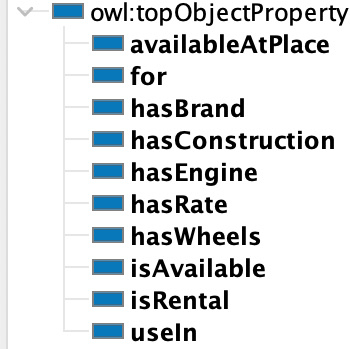 owl:topObjectProperty
availableAtPlace
for
hasBrand
hasConstruction
hasEngine
hasRate
hasWheels
isAvailable
isRental
useIn